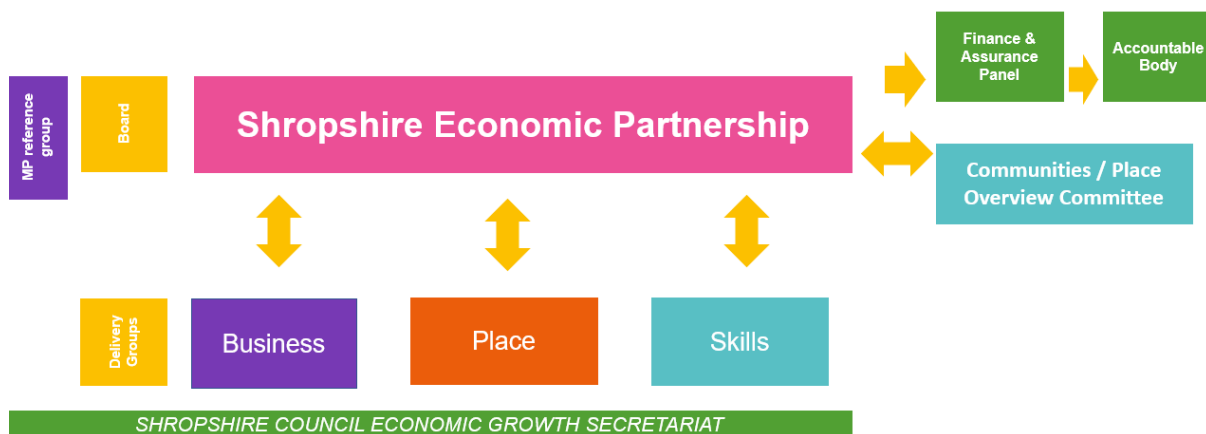 MP reference
group
Board
Shropshire Economic Partnership
Finance &
Assurance
Panel
Accountable
Body
Communities / Place
Overview Committee
Delivery
Groups
Business
Place
Skills
SHROPSHIRE COUNCIL ECONOMIC GROWTH SECRETARIAT